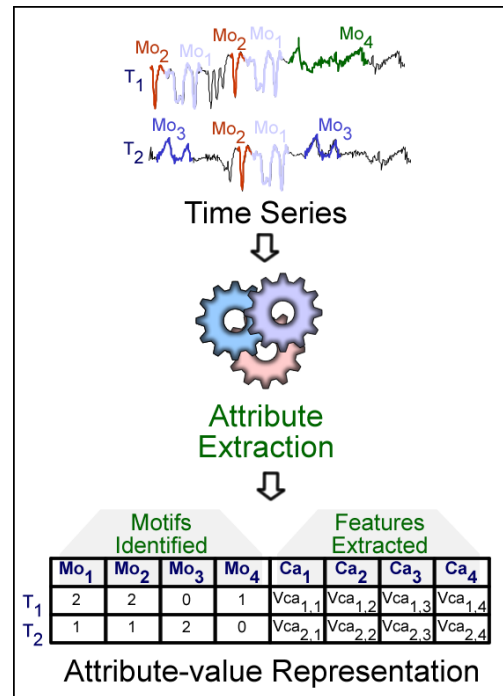 Mo2 Mo1 Mo2 Mo1 Mo4
T1
Mo3 Mo2 Mo1 Mo3
T2
Time Series
Attribute
Extraction
Motifs Identified
Features Extracted
Mo1 Mo2 Mo3 Mo4 Ca1 Ca2 Ca3 Ca4
T1 2 2 0 1 Vca1,1 Vca1,2 Vca1,3 Vca1,4
T2 1 1 2 0 Vca2,1 Vca2,2 Vca2,3 Vca2,4
Attribute-value Representation